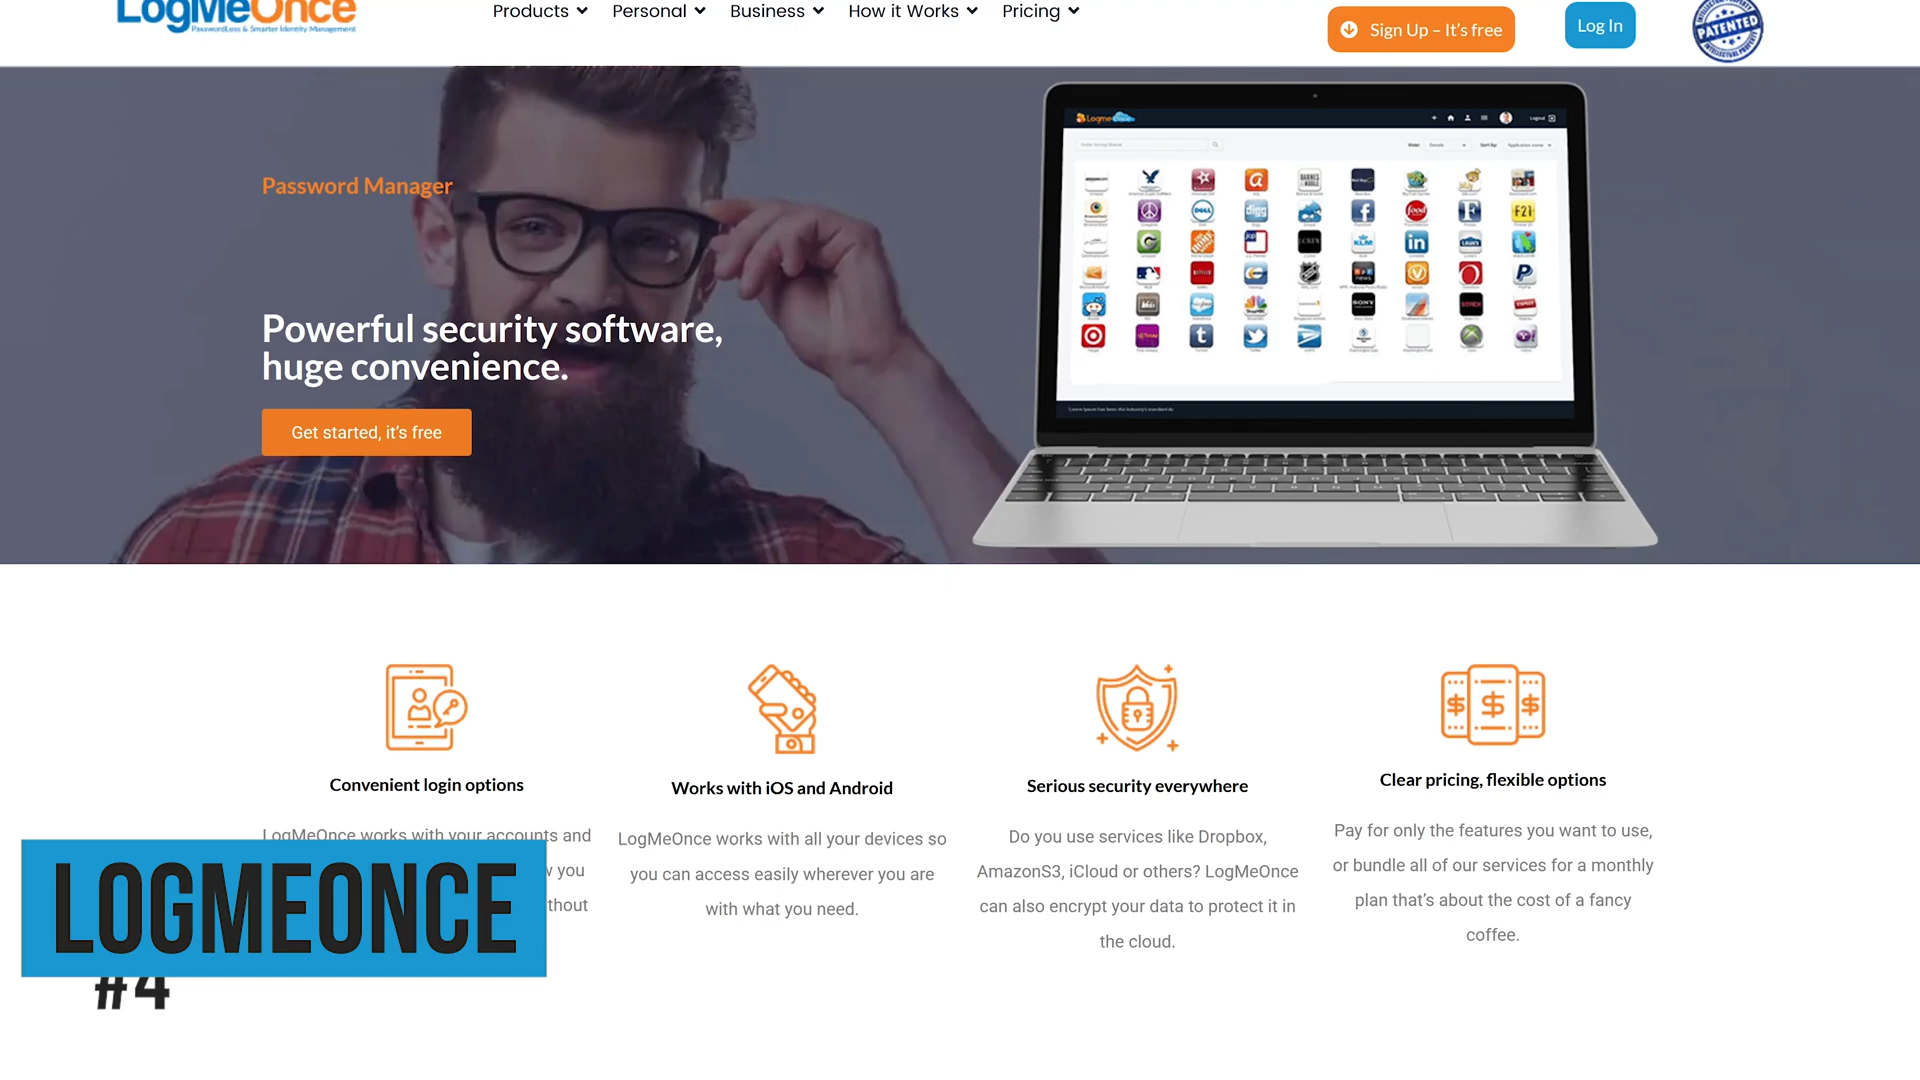 LogMeOnce
PasswordLess & Smarter Identity Management
Products
Personal
Business
How it Works
Pricing
Sign Up – It's free
Log In
PATENTED
Password Manager
Powerful security software,
huge convenience.
Get started, it's free
Convenient login options
LogMeOnce works with your accounts and
you
thout
Works with iOS and Android
LogMeOnce works with all your devices so
you can access easily wherever you are
with what you need.
Serious security everywhere
Do you use services like Dropbox,
AmazonS3, iCloud or others? LogMeOnce
can also encrypt your data to protect it in
the cloud.
Clear pricing, flexible options
Pay for only the features you want to use,
or bundle all of our services for a monthly
plan that's about the cost of a fancy
coffee.
LOGMEONCE
#4